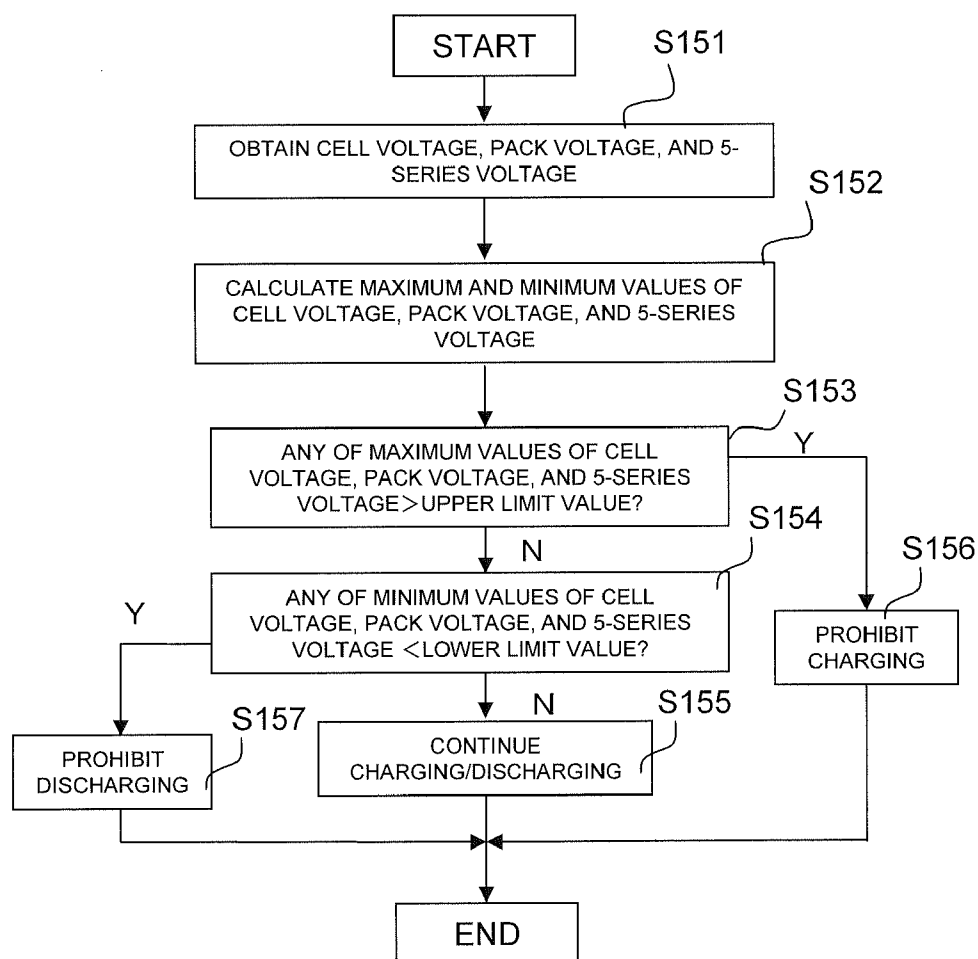 START
S151
OBTAIN CELL VOLTAGE, PACK VOLTAGE, AND 5-
SERIES VOLTAGE
S152
CALCULATE MAXIMUM AND MINIMUM VALUES OF
CELL VOLTAGE, PACK VOLTAGE, AND 5-SERIES
VOLTAGE
S153
ANY OF MAXIMUM VALUES OF CELL
VOLTAGE, PACK VOLTAGE, AND 5-SERIES
VOLTAGE>UPPER LIMIT VALUE?
Y
N
S154
S156
ANY OF MINIMUM VALUES OF CELL
VOLTAGE, PACK VOLTAGE, AND 5-SERIES
VOLTAGE <LOWER LIMIT VALUE?
Y
PROHIBIT
CHARGING
N
S157
S155
PROHIBIT
DISCHARGING
CONTINUE
CHARGING/DISCHARGING
END